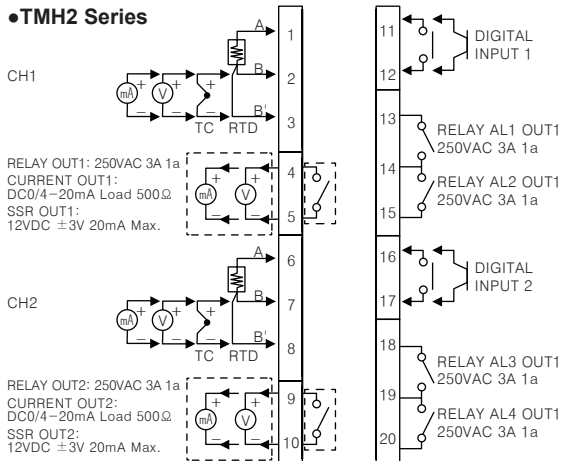 ●TMH2 Series
CH1
mA
+
−
V
+
−
TC
RTD
A
B
B'
1
2
3
RELAY OUT1: 250VAC 3A 1a
CURRENT OUT1:
DC0/4−20mA Load 500Ω
SSR OUT1:
12VDC ±3V 20mA Max.
mA
+
−
V
+
−
4
5
CH2
mA
+
−
V
+
−
TC
RTD
A
B
B'
6
7
8
RELAY OUT2: 250VAC 3A 1a
CURRENT OUT2:
DC0/4−20mA Load 500Ω
SSR OUT2:
12VDC ±3V 20mA Max.
mA
+
−
V
+
−
9
10
11
12
DIGITAL
INPUT 1
13
14
15
RELAY AL1 OUT1
250VAC 3A 1a
RELAY AL2 OUT1
250VAC 3A 1a
16
17
DIGITAL
INPUT 2
18
19
20
RELAY AL3 OUT1
250VAC 3A 1a
RELAY AL4 OUT1
250VAC 3A 1a